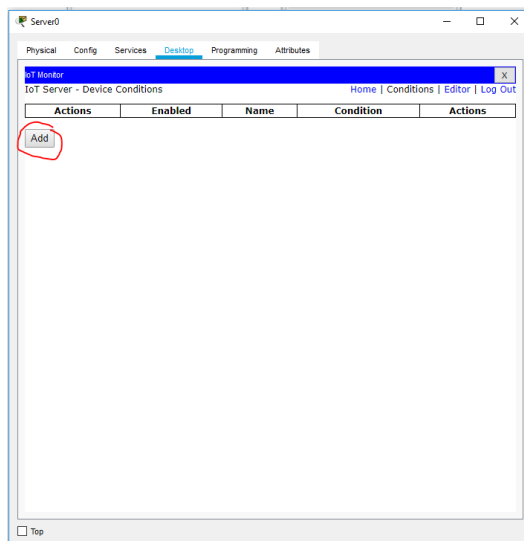 Server0
Physical Config Services Desktop Programming Attributes
IoT Monitor X
IoT Server - Device Conditions Home | Conditions | Editor | Log Out
Actions Enabled Name Condition Actions
Add
Top